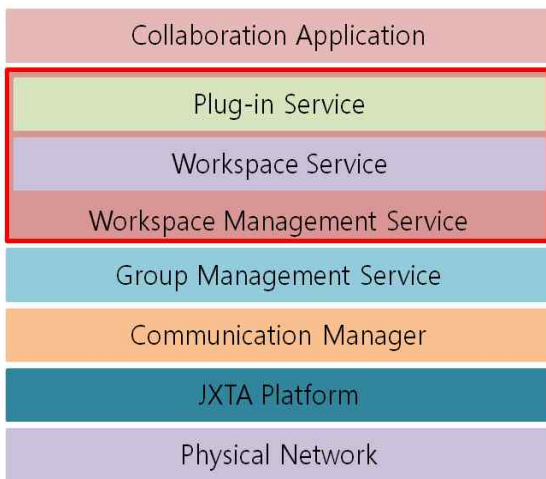 Collaboration Application
Plug-in Service
Workspace Service
Workspace Management Service
Group Management Service
Communication Manager
JXTA Platform
Physical Network